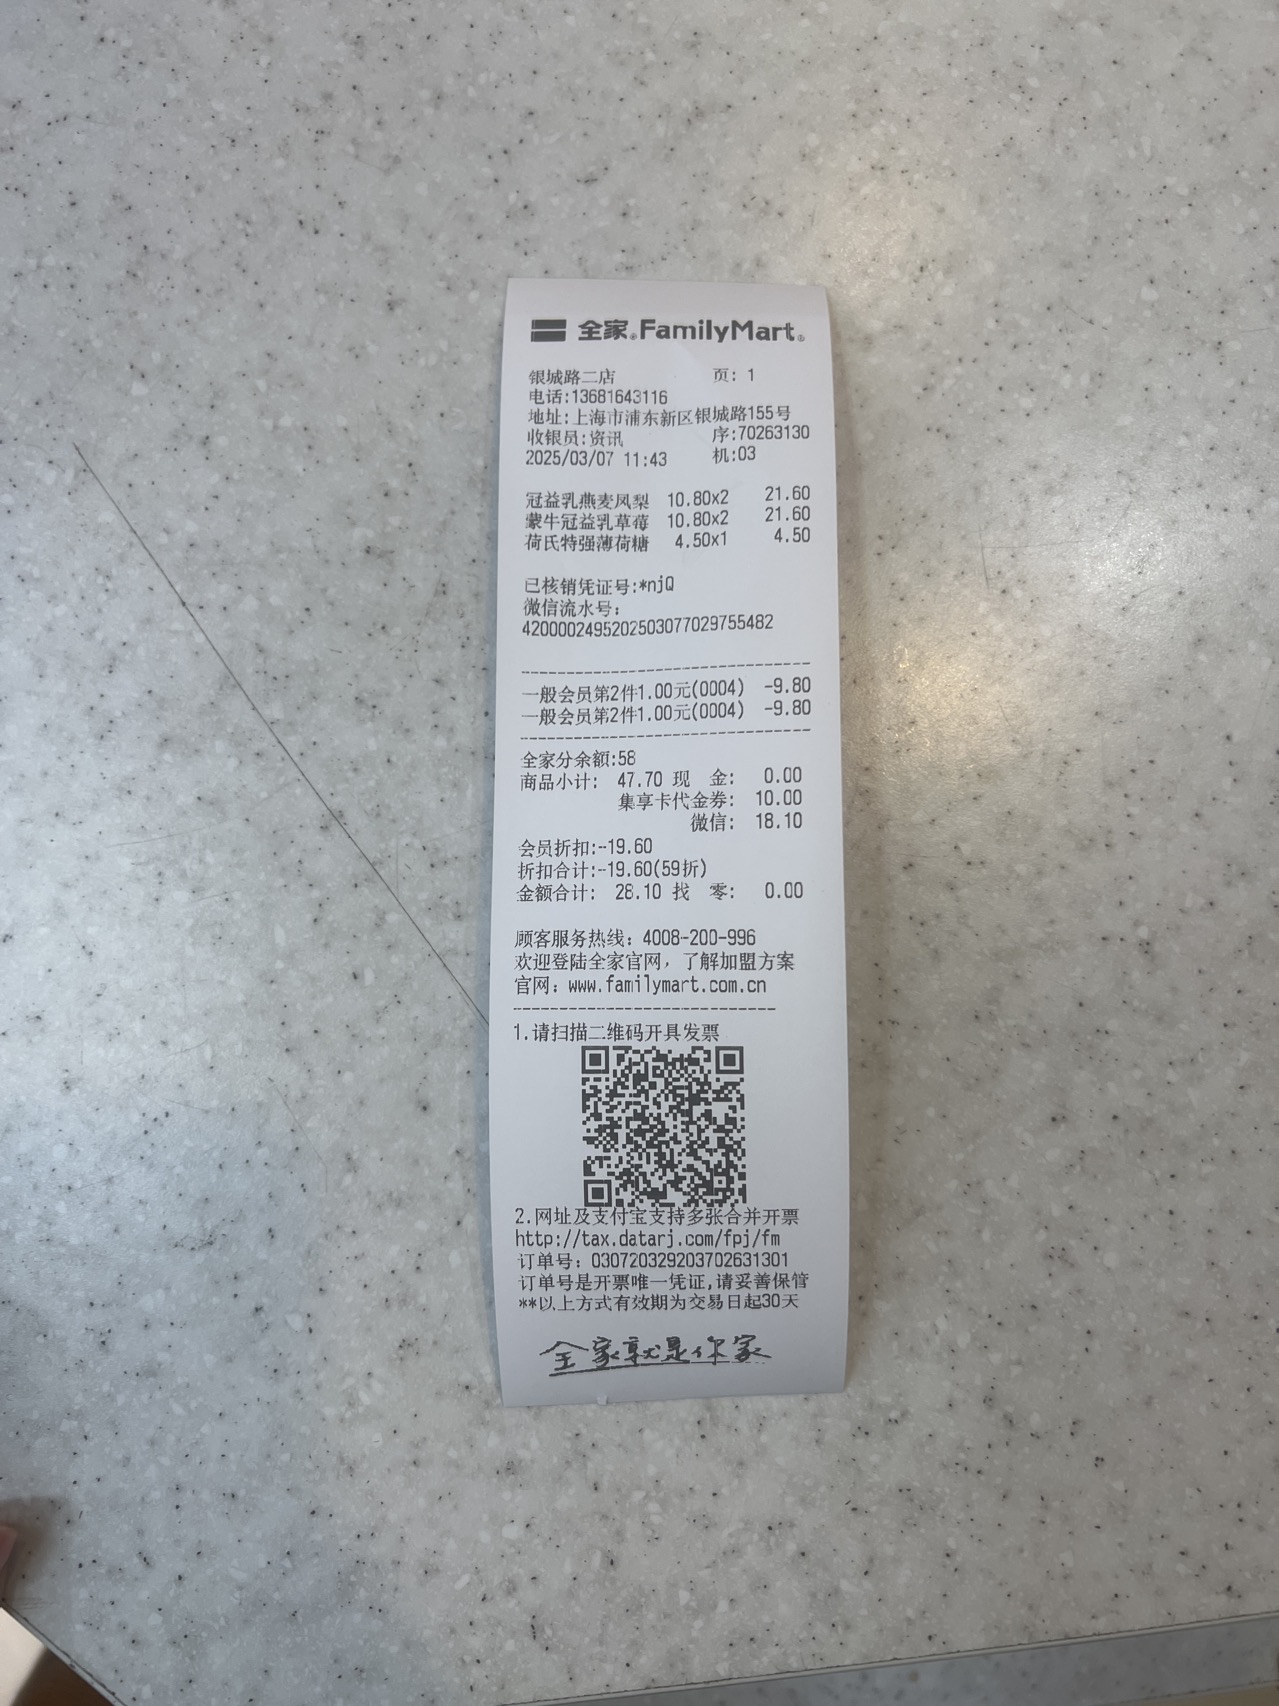 全家®FamilyMart®
银城路二店 页: 1
电话:13681643116
地址:上海市浦东新区银城路155号
收银员:资讯 序:70263130
2025/03/07 11:43 机:03
冠益乳燕麦凤梨 10.80x2 21.60
蒙牛冠益乳草莓 10.80x2 21.60
荷氏特强薄荷糖 4.50x1 4.50
已核销凭证号:*njQ
微信流水号:
4200002495202503077029755482
一般会员第2件1.00元(0004) -9.80
一般会员第2件1.00元(0004) -9.80
全家分余额:58
商品小计: 47.70 现 金: 0.00
集享卡代金券: 10.00
微信: 18.10
会员折扣:-19.60
折扣合计:-19.60(59折)
金额合计: 28.10 找 零: 0.00
顾客服务热线: 4008-200-996
欢迎登陆全家官网，了解加盟方案
官网: www.familymart.com.cn
1.请扫描二维码开具发票
2.网址及支付宝支持多张合并开票
http://tax.datarj.com/fpj/fm
订单号: 030720329203702631301
订单号是开票唯一凭证,请妥善保管
**以上方式有效期为交易日起30天
全家就是你家